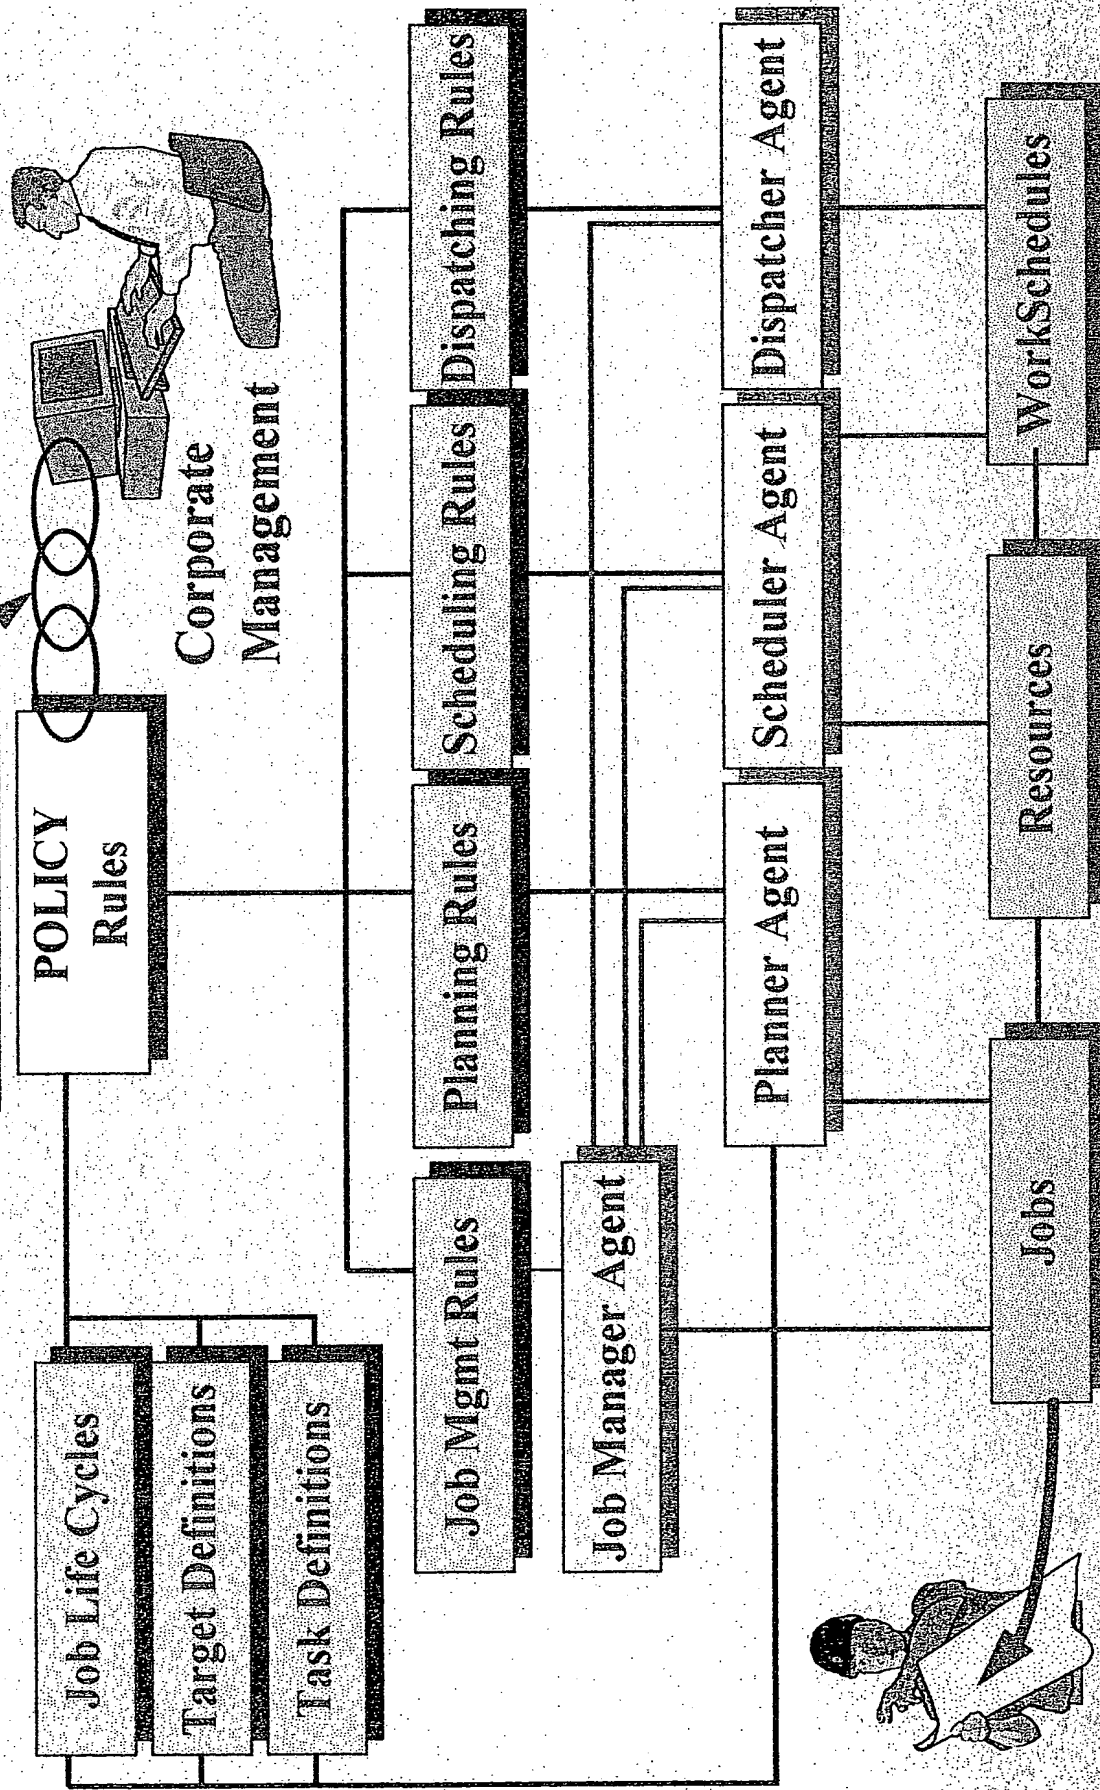 POLICY
Rules
Corporate
Management
Job Life Cycles
Target Definitions
Task Definitions
Job Mgmt Rules
Planning Rules
Scheduling Rules
Dispatching Rules
Job Manager Agent
Planner Agent
Scheduler Agent
Dispatcher Agent
Jobs
Resources
WorkSchedules